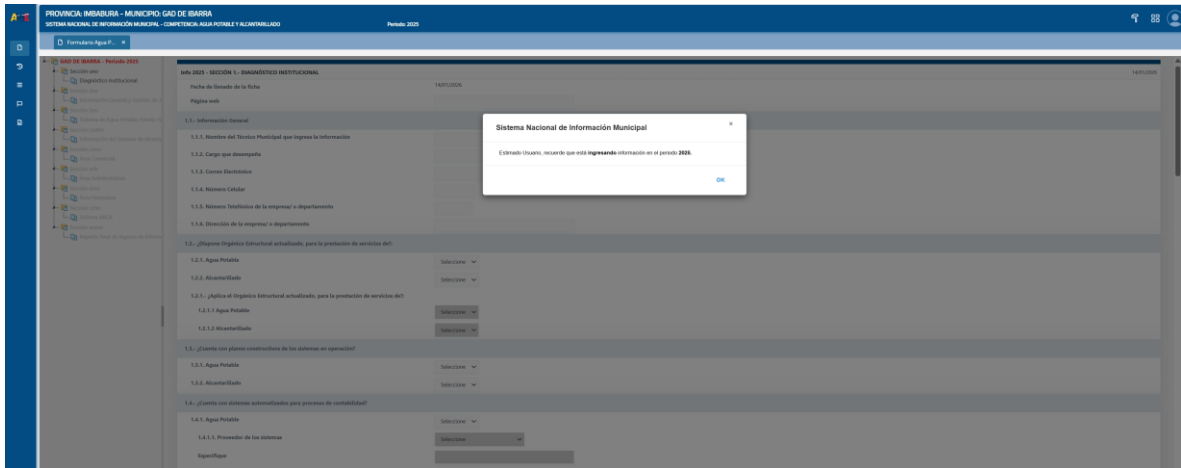 PROVINCIA: IMBABURA - MUNICIPIO: GAD DE IBARRA
SISTEMA NACIONAL DE INFORMACIÓN MUNICIPAL - COMPETENCIA: AGUA POTABLE Y ALCANTARILLADO Periodo: 2025
Formulario Agua P...
GAD DE IBARRA - Periodo 2025
Sección uno
Diagnóstico Institucional
Info 2025 - SECCIÓN 1.- DIAGNÓSTICO INSTITUCIONAL 14/01/2026
Fecha de llenado de la ficha 14/01/2026
Página web
1.1.- Información General
1.1.1. Nombre del Técnico Municipal que ingresa la información
1.1.2. Cargo que desempeña
1.1.3. Correo Electrónico
1.1.4. Número Celular
1.1.5. Número Telefónico de la empresa/ o departamento
1.1.6. Dirección de la empresa/ o departamento
Sistema Nacional de Información Municipal
Estimado Usuario, recuerde que está ingresando información en el periodo 2025.
OK
1.2.- ¿Dispone Orgánico Estructural actualizado, para la prestación de servicios de?:
1.2.1. Agua Potable Seleccione
1.2.2. Alcantarillado Seleccione
1.2.1.- ¿Aplica el Orgánico Estructural actualizado, para la prestación de servicios de?:
1.2.1.1 Agua Potable Seleccione
1.2.1.2 Alcantarillado Seleccione
1.3.- ¿Cuenta con planos constructivos de los sistemas en operación?
1.3.1. Agua Potable Seleccione
1.3.2. Alcantarillado Seleccione
1.4.- ¿Cuenta con sistemas automatizados para procesos de contabilidad?
1.4.1. Agua Potable Seleccione
1.4.1.1. Proveedor de los sistemas Seleccione
Especifique